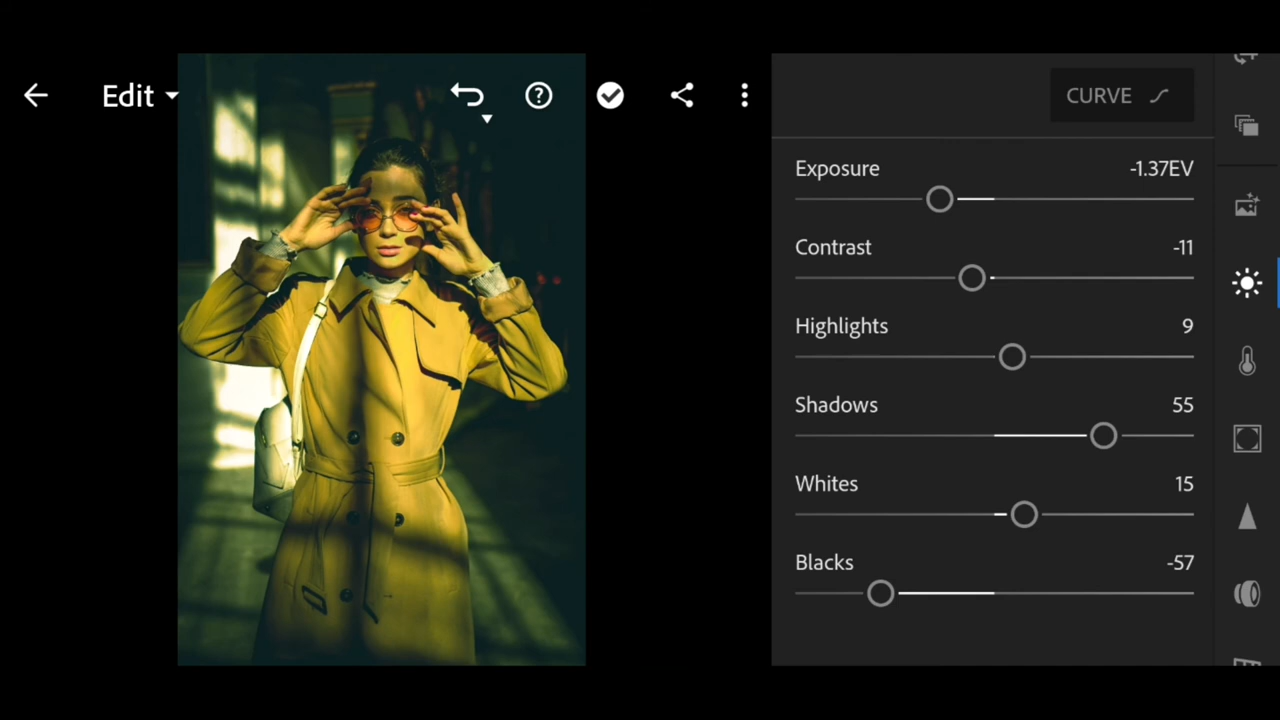 Edit
CURVE
Exposure -1.37EV
Contrast -11
Highlights 9
Shadows 55
Whites 15
Blacks -57